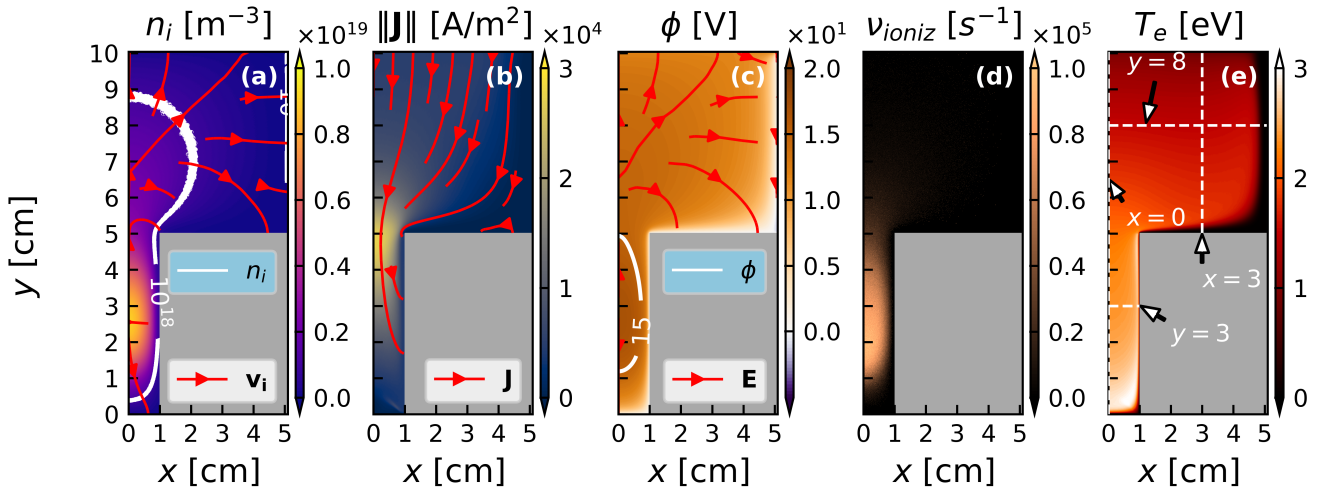 n_i [m^{-3}]
×10^{19}
‖J‖ [A/m^2]
×10^4
ϕ [V]
×10^1
ν_{ioniz} [s^{-1}]
×10^5
T_e [eV]
(a)
(b)
(c)
(d)
(e)
y [cm]
10
9
8
7
6
5
4
3
2
1
0
10^{18}
n_i
v_i
0 1 2 3 4 5
x [cm]
1.0
0.8
0.6
0.4
0.2
0.0
J
0 1 2 3 4 5
x [cm]
3
2
1
0
15
ϕ
E
0 1 2 3 4 5
x [cm]
2.0
1.5
1.0
0.5
0.0
0 1 2 3 4 5
x [cm]
1.0
0.8
0.6
0.4
0.2
0.0
y = 8
x = 0
x = 3
y = 3
0 1 2 3 4 5
x [cm]
3
2
1
0